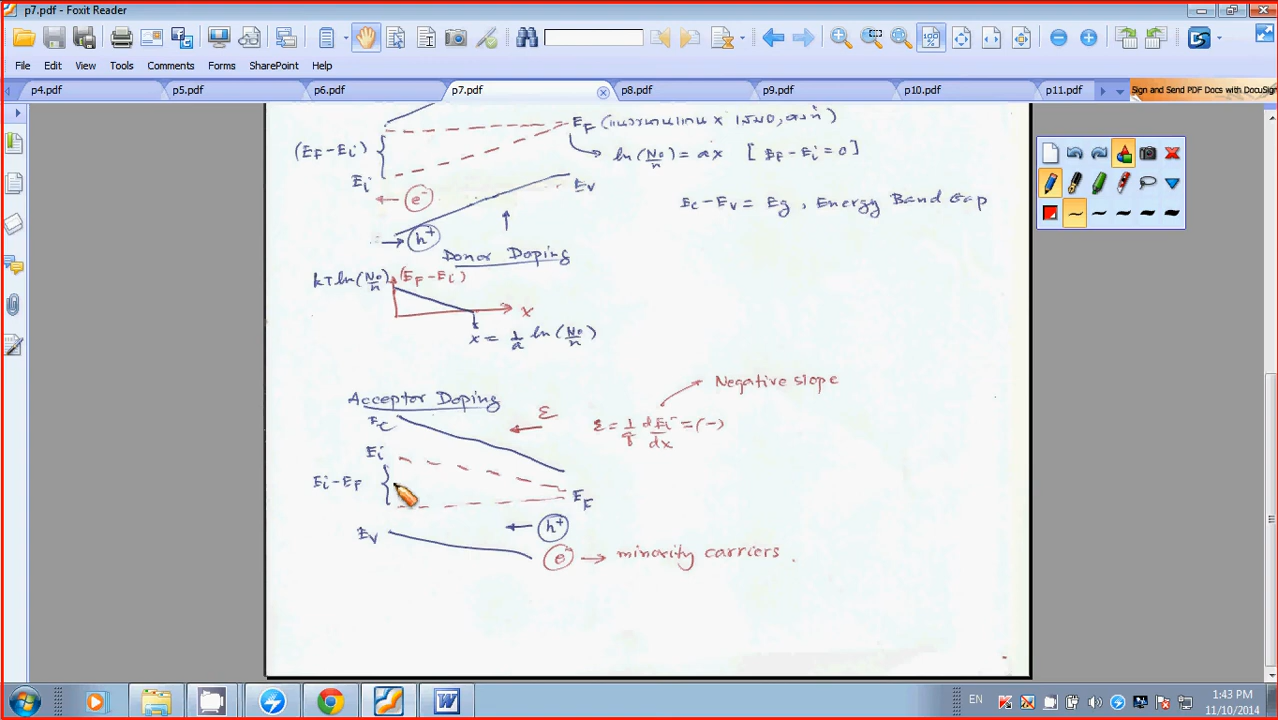 p7.pdf - Foxit Reader
File Edit View Tools Comments Forms SharePoint Help
p4.pdf p5.pdf p6.pdf p7.pdf p8.pdf p9.pdf p10.pdf p11.pdf Sign and Send PDF Docs with DocuSign
EF
(EF-Ei)
ln(No/n) = ax [EF-Ei=0]
Ei
EV
e-
EC-EV = Eg, Energy Band Gap
h+
Donor Doping
kT ln(No/n) (EF-Ei)
x
x = 1/a ln(No/n)
Negative slope
Acceptor Doping
EC
ε
ε = 1/q dEi/dx = (-)
Ei
Ei-EF
EF
h+
EV
e- → minority carriers.
EN
1:43 PM
11/10/2014